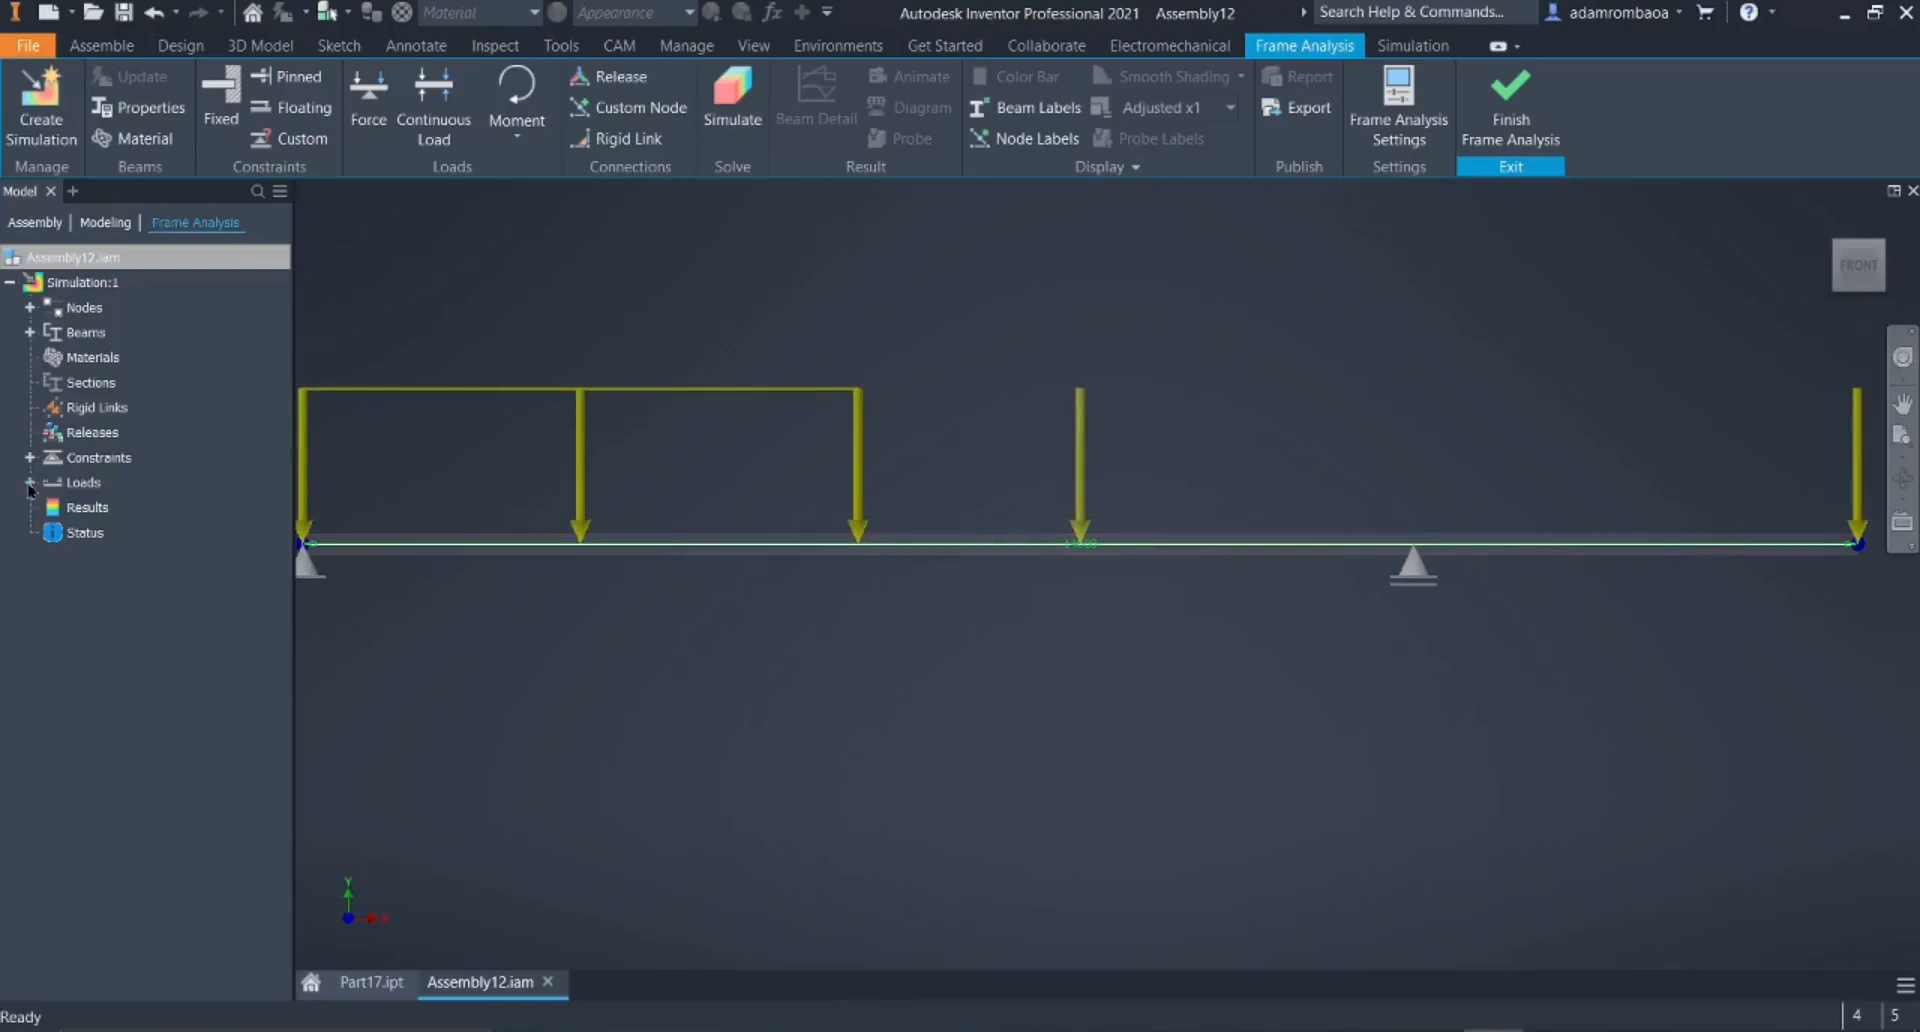 Material
Appearance
Autodesk Inventor Professional 2021 Assembly12
Search Help & Commands...
adamrombaoa
File
Assemble
Design
3D Model
Sketch
Annotate
Inspect
Tools
CAM
Manage
View
Environments
Get Started
Collaborate
Electromechanical
Frame Analysis
Simulation
Create Simulation
Manage
Update
Properties
Material
Beams
Fixed
Pinned
Floating
Custom
Constraints
Force
Continuous Load
Moment
Loads
Release
Custom Node
Rigid Link
Connections
Simulate
Solve
Beam Detail
Animate
Diagram
Probe
Result
Color Bar
Beam Labels
Node Labels
Smooth Shading
Adjusted x1
Probe Labels
Display
Report
Export
Publish
Frame Analysis Settings
Settings
Finish Frame Analysis
Exit
Model
Assembly | Modeling | Frame Analysis
Assembly12.iam
Simulation:1
Nodes
Beams
Materials
Sections
Rigid Links
Releases
Constraints
Loads
Results
Status
FRONT
Y
X
Part17.ipt
Assembly12.iam
Ready
4
5